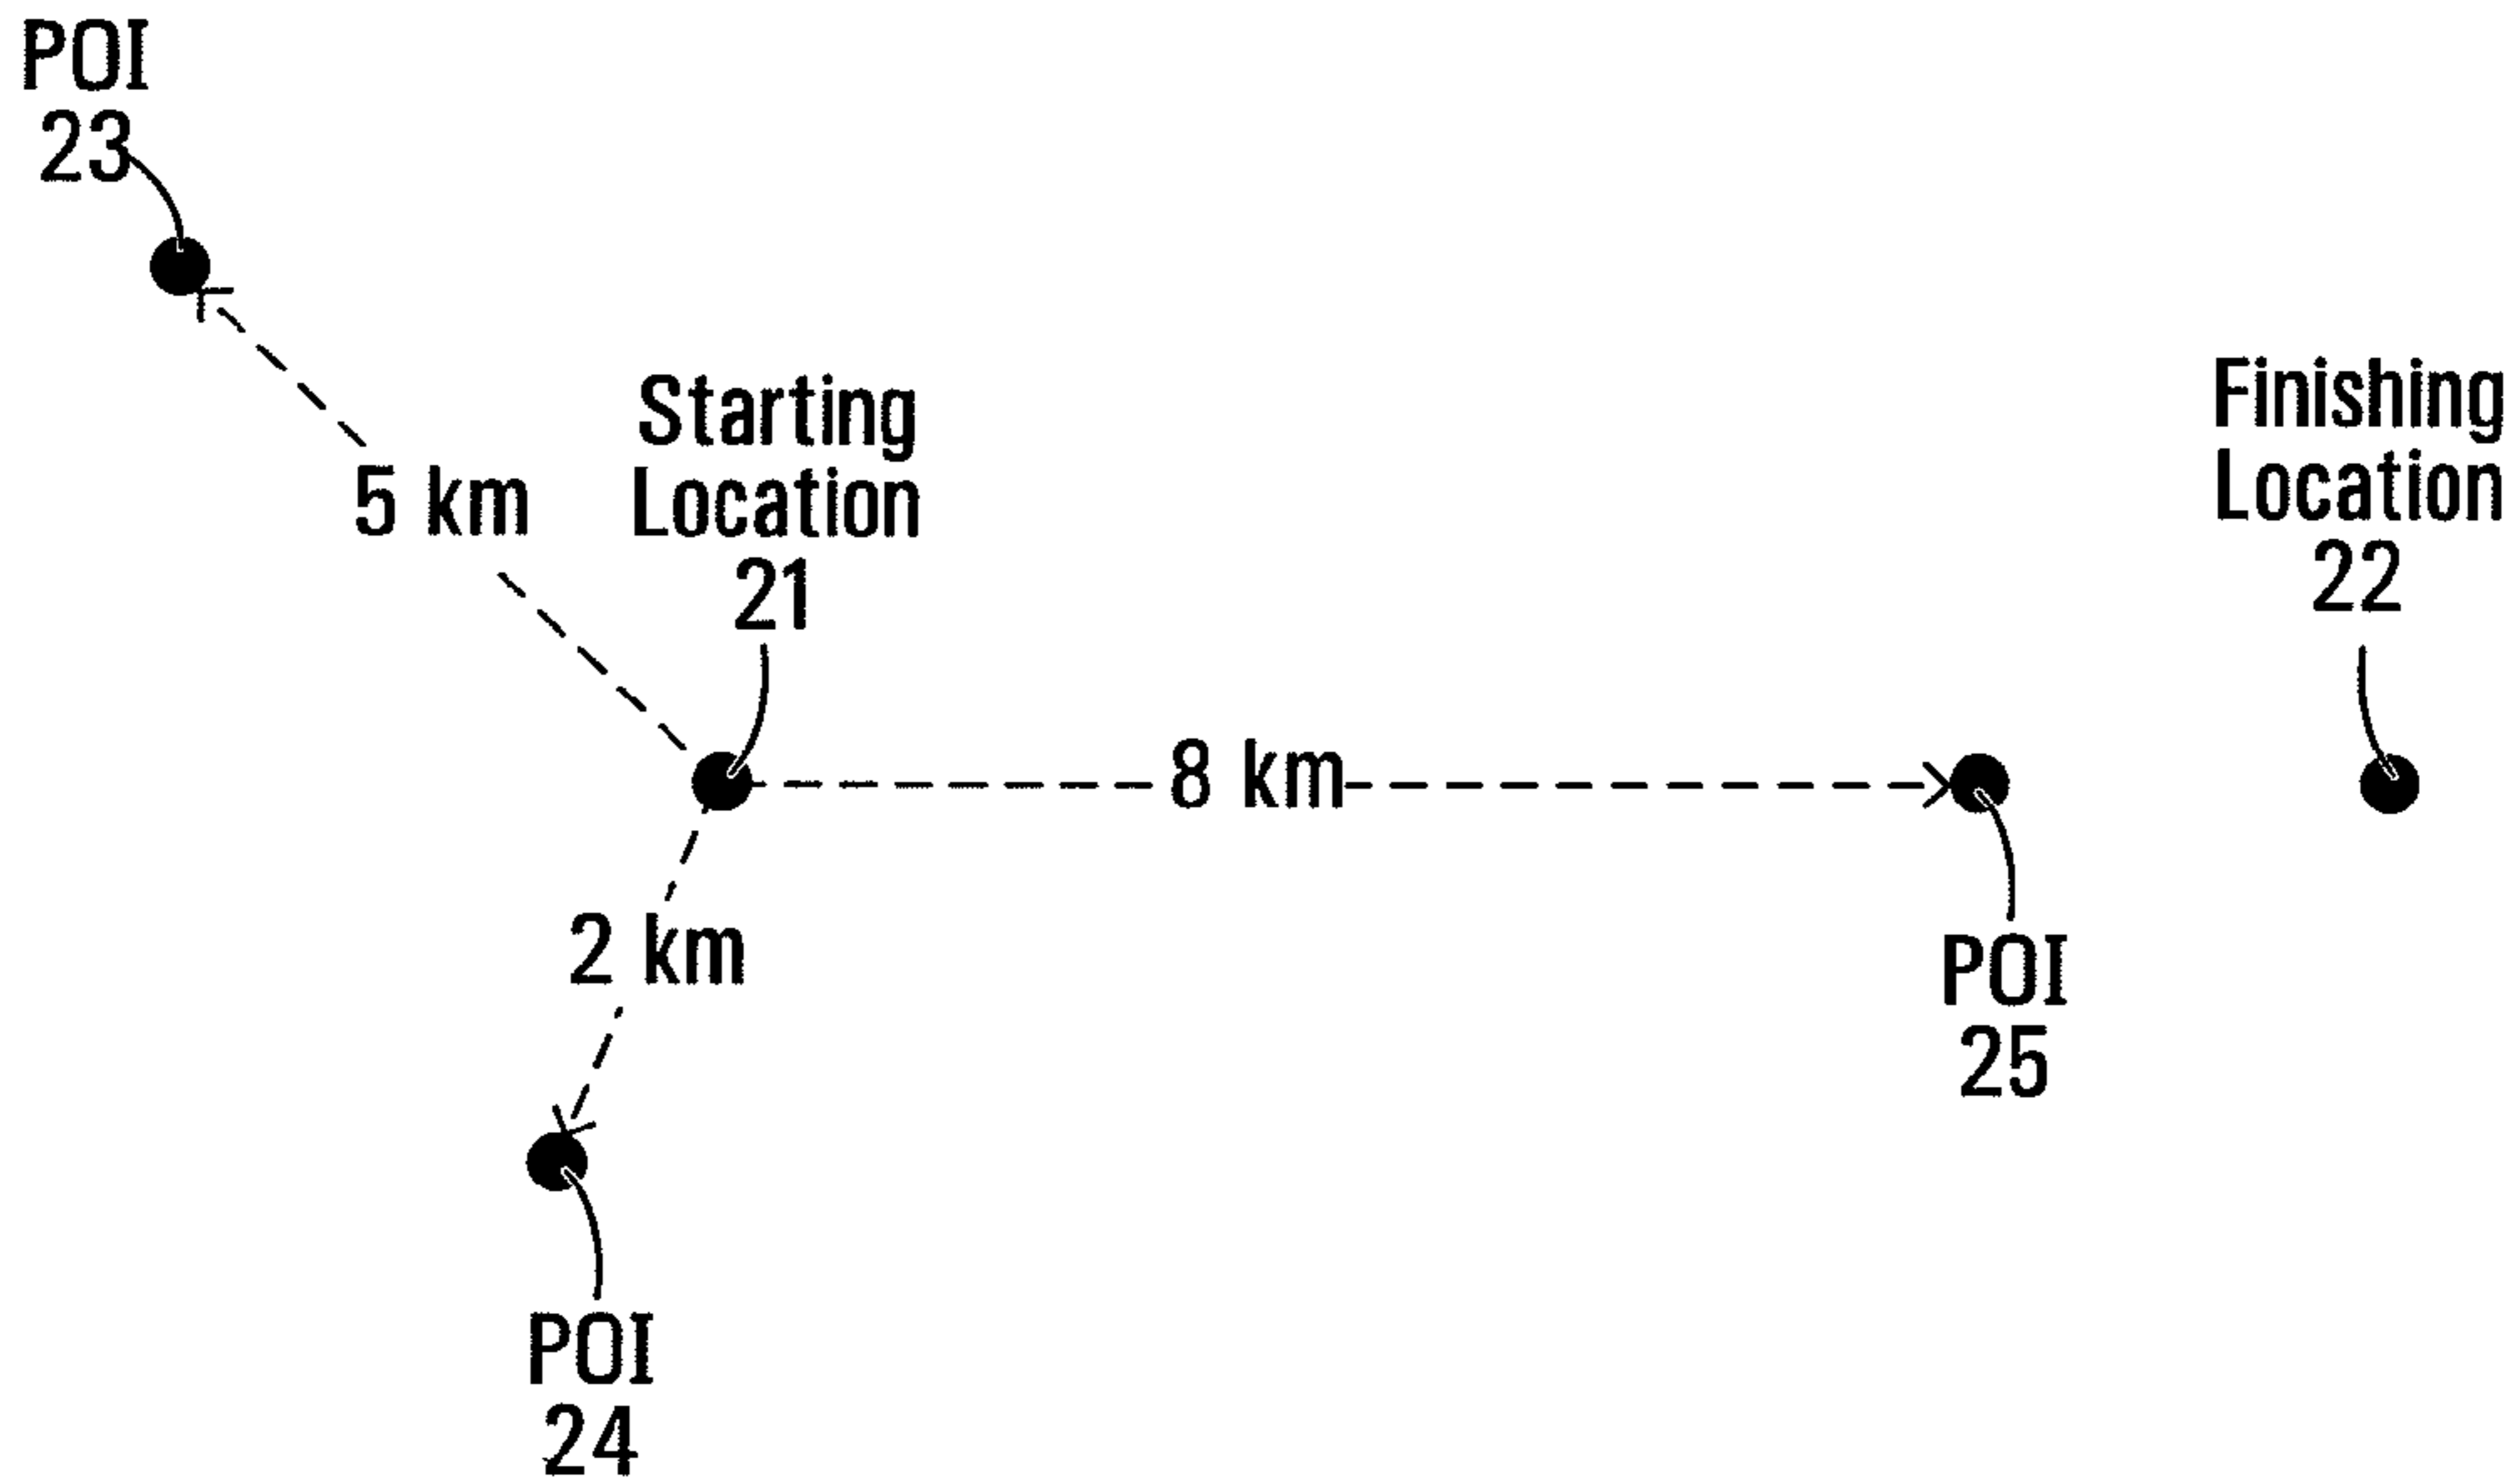 POI
23
5 km
Starting
Location
21
Finishing
Location
22
8 km
2 km
POI
25
POI
24